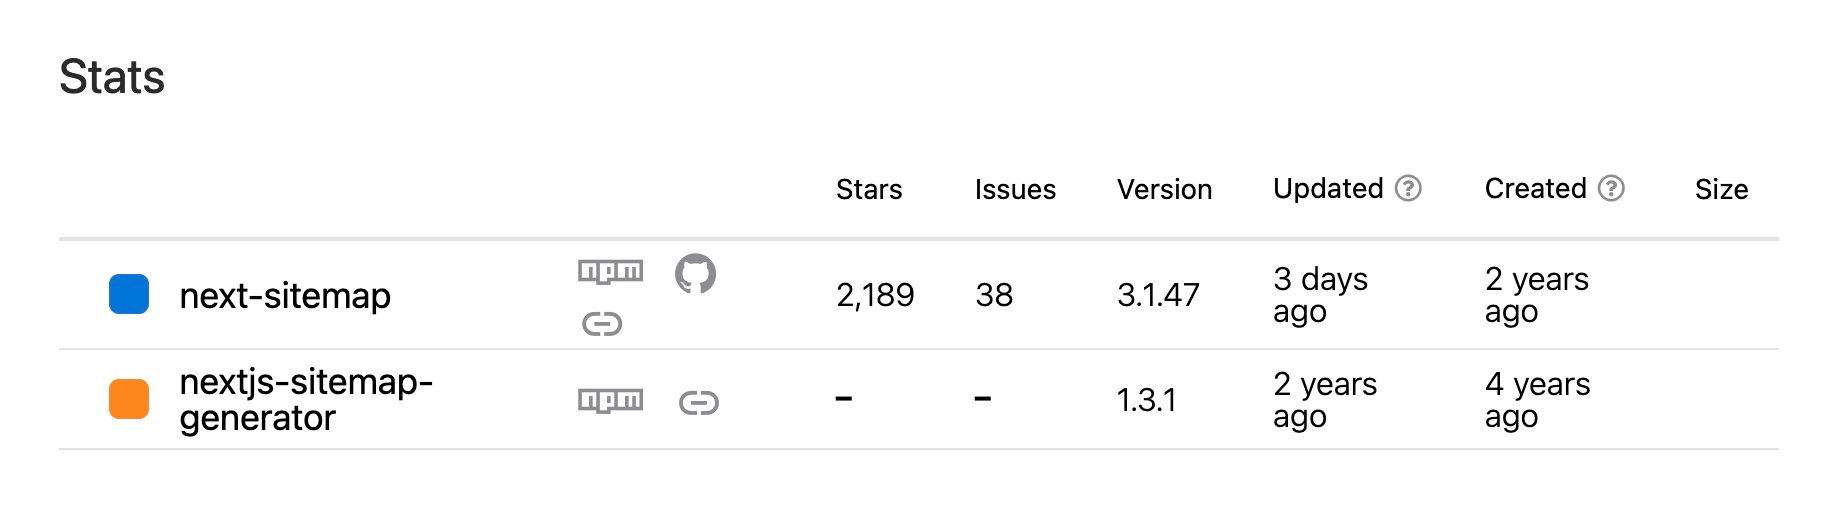 Stats
Stars Issues Version Updated ? Created ? Size
next-sitemap npm 2,189 38 3.1.47 3 days ago 2 years ago
nextjs-sitemap-generator npm – – 1.3.1 2 years ago 4 years ago